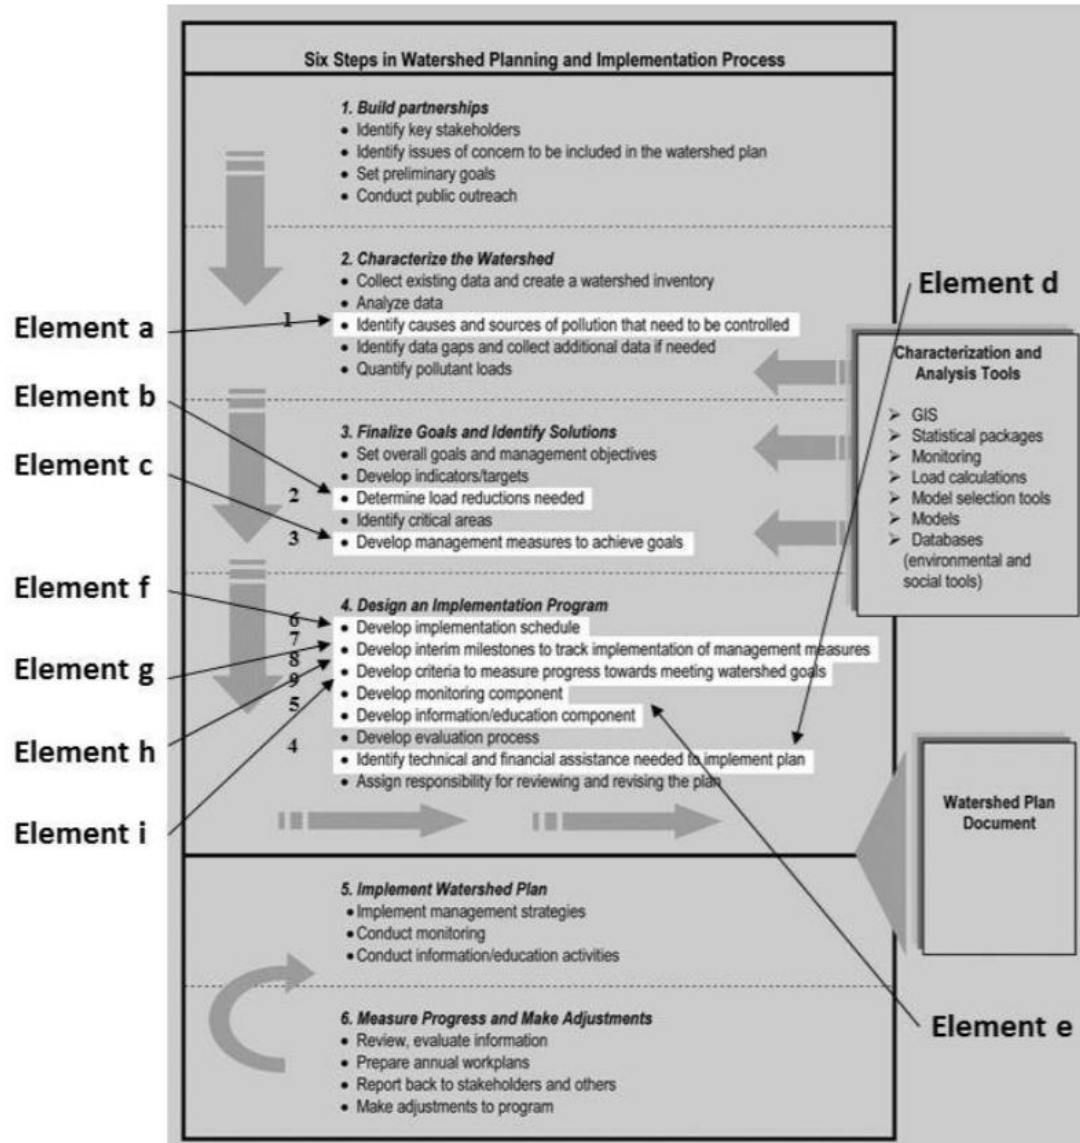 Six Steps in Watershed Planning and Implementation Process
1. Build partnerships
• Identify key stakeholders
• Identify issues of concern to be included in the watershed plan
• Set preliminary goals
• Conduct public outreach
2. Characterize the Watershed
• Collect existing data and create a watershed inventory
• Analyze data
1 • Identify causes and sources of pollution that need to be controlled
• Identify data gaps and collect additional data if needed
• Quantify pollutant loads
3. Finalize Goals and Identify Solutions
• Set overall goals and management objectives
• Develop indicators/targets
2 • Determine load reductions needed
• Identify critical areas
3 • Develop management measures to achieve goals
4. Design an Implementation Program
6 • Develop implementation schedule
7 • Develop interim milestones to track implementation of management measures
8 • Develop criteria to measure progress towards meeting watershed goals
9 • Develop monitoring component
5 • Develop information/education component
• Develop evaluation process
4 • Identify technical and financial assistance needed to implement plan
• Assign responsibility for reviewing and revising the plan
5. Implement Watershed Plan
• Implement management strategies
• Conduct monitoring
• Conduct information/education activities
6. Measure Progress and Make Adjustments
• Review, evaluate information
• Prepare annual workplans
• Report back to stakeholders and others
• Make adjustments to program
Element a
Element b
Element c
Element f
Element g
Element h
Element i
Element d
Characterization and
Analysis Tools
➢ GIS
➢ Statistical packages
➢ Monitoring
➢ Load calculations
➢ Model selection tools
➢ Models
➢ Databases
(environmental and
social tools)
Watershed Plan
Document
Element e